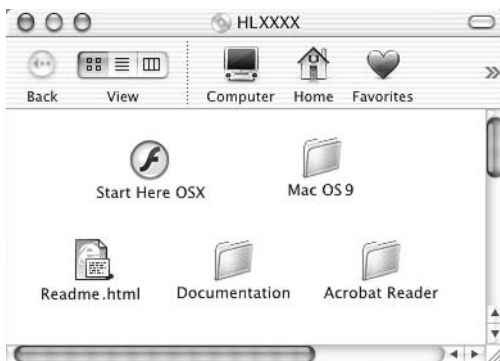 HLXXXX
Back View Computer Home Favorites
Start Here OSX Mac OS 9
Readme.html Documentation Acrobat Reader